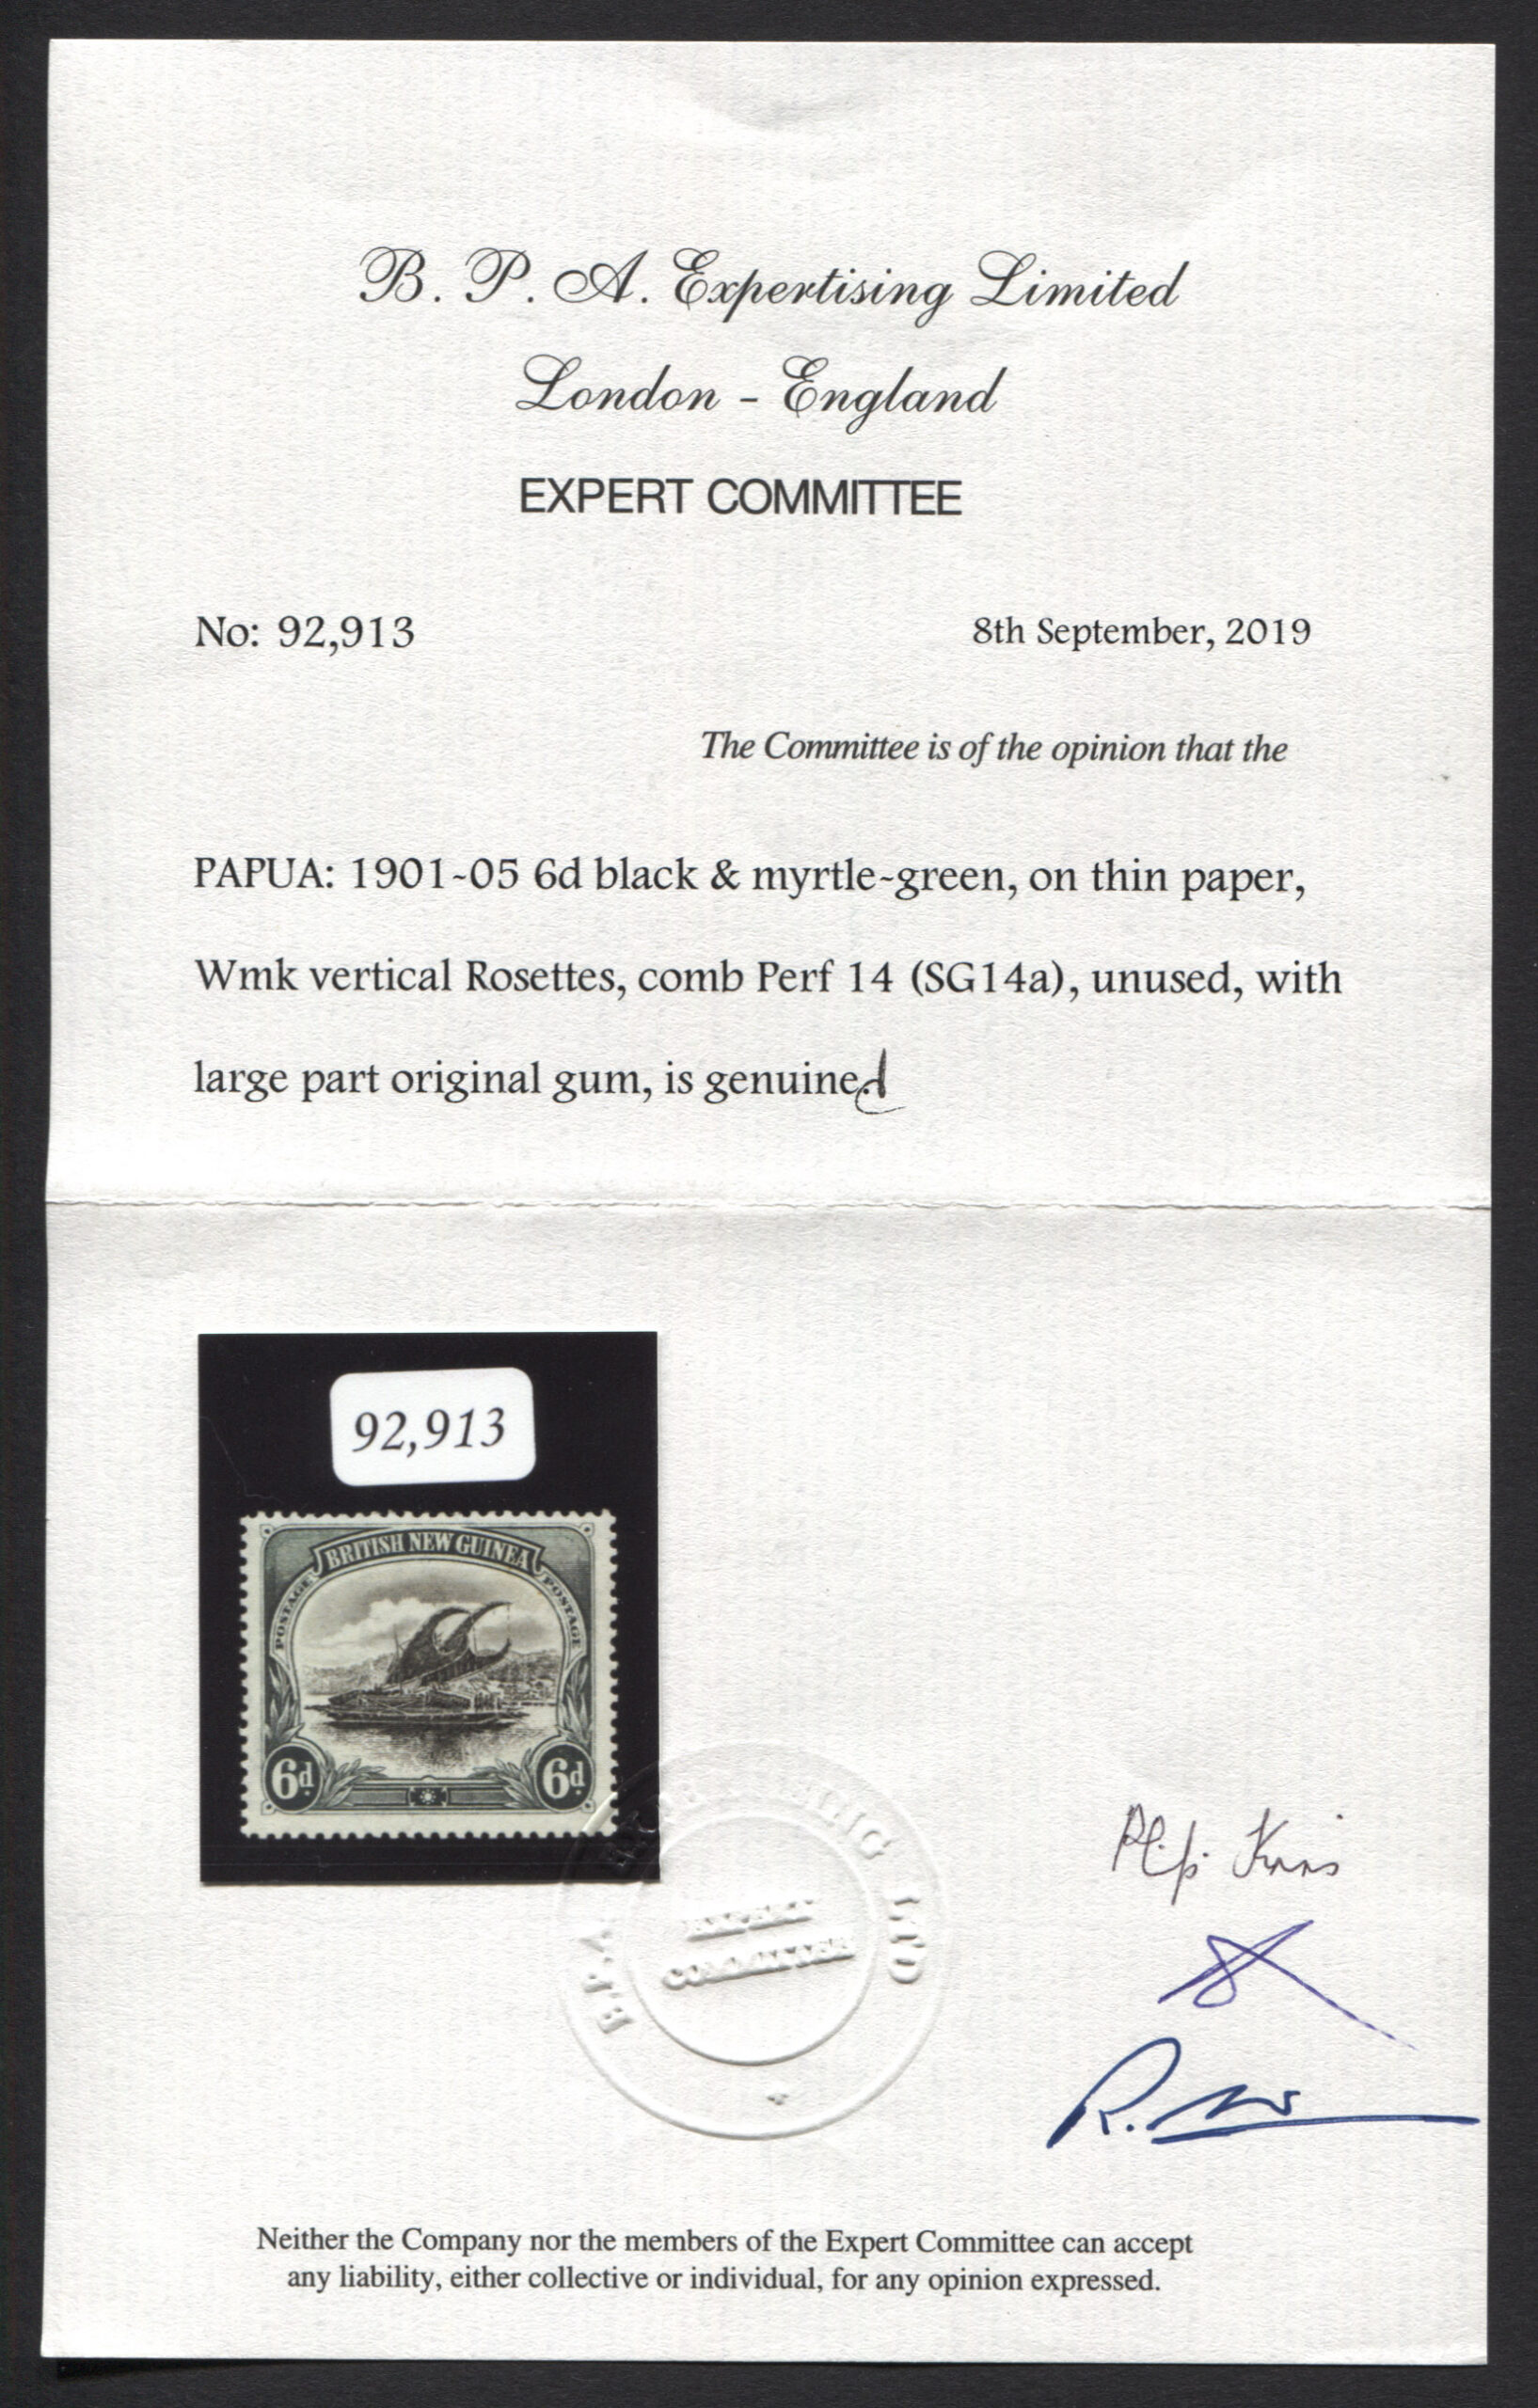 B. P. A. Expertising Limited
London - England
EXPERT COMMITTEE
No: 92,913
8th September, 2019
The Committee is of the opinion that the
PAPUA: 1901-05 6d black & myrtle-green, on thin paper,
Wmk vertical Rosettes, comb Perf 14 (SG14a), unused, with
large part original gum, is genuine.
92,913
BRITISH NEW GUINEA
POSTAGE
POSTAGE
6d
6d
B.P.A. LTD
EXPERT
COMMITTEE
Neither the Company nor the members of the Expert Committee can accept
any liability, either collective or individual, for any opinion expressed.